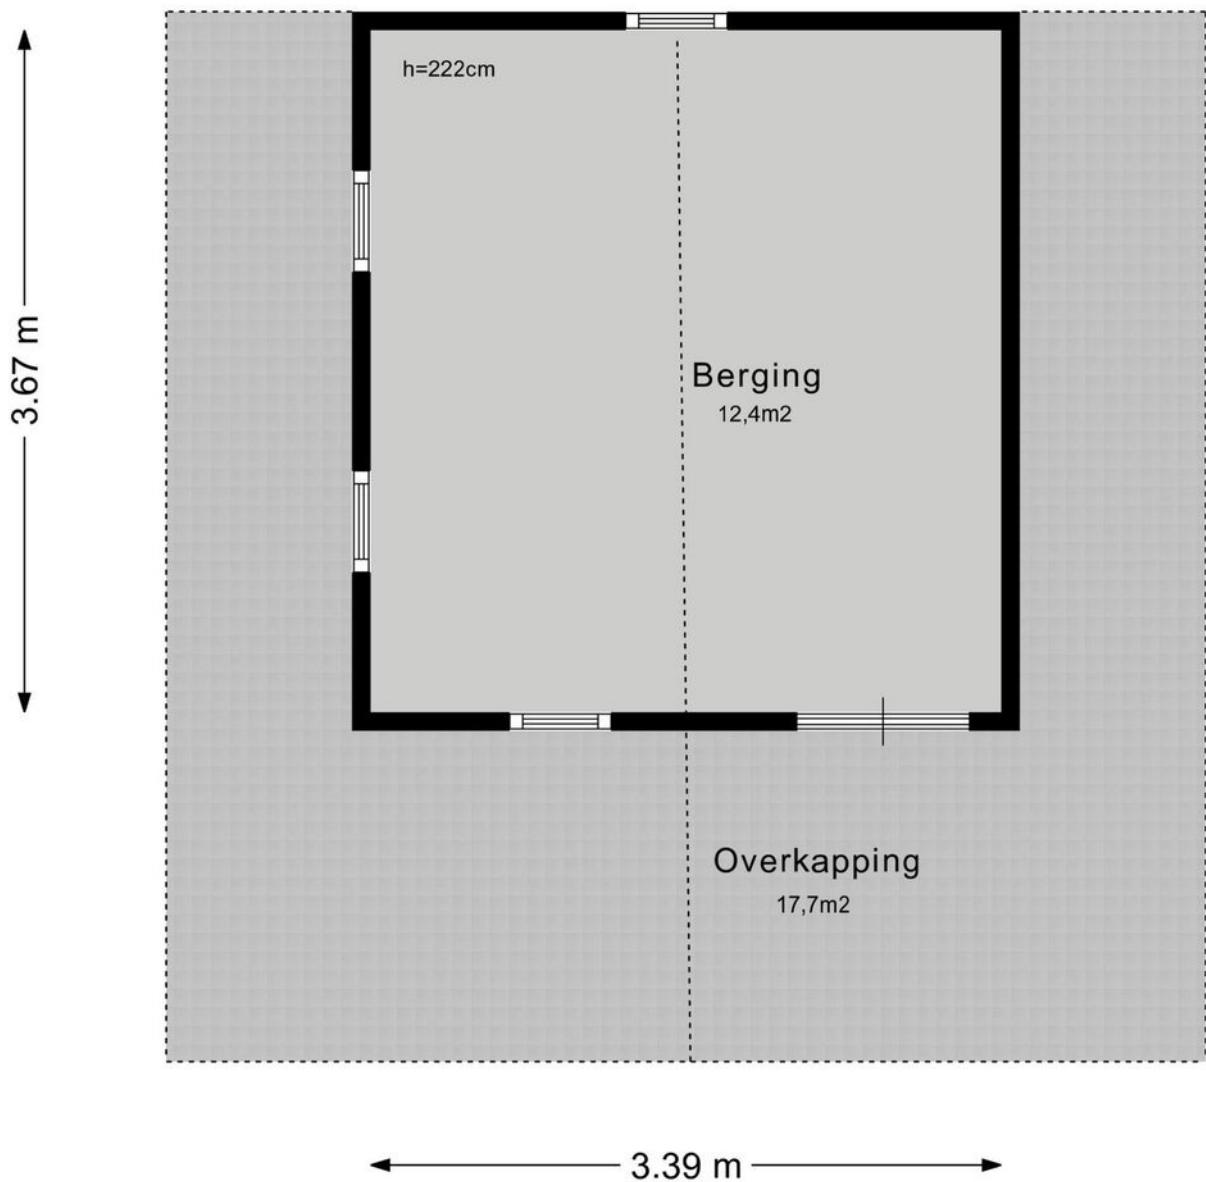 h=222cm
3.67 m
Berging
12,4m2
Overkapping
17,7m2
3.39 m